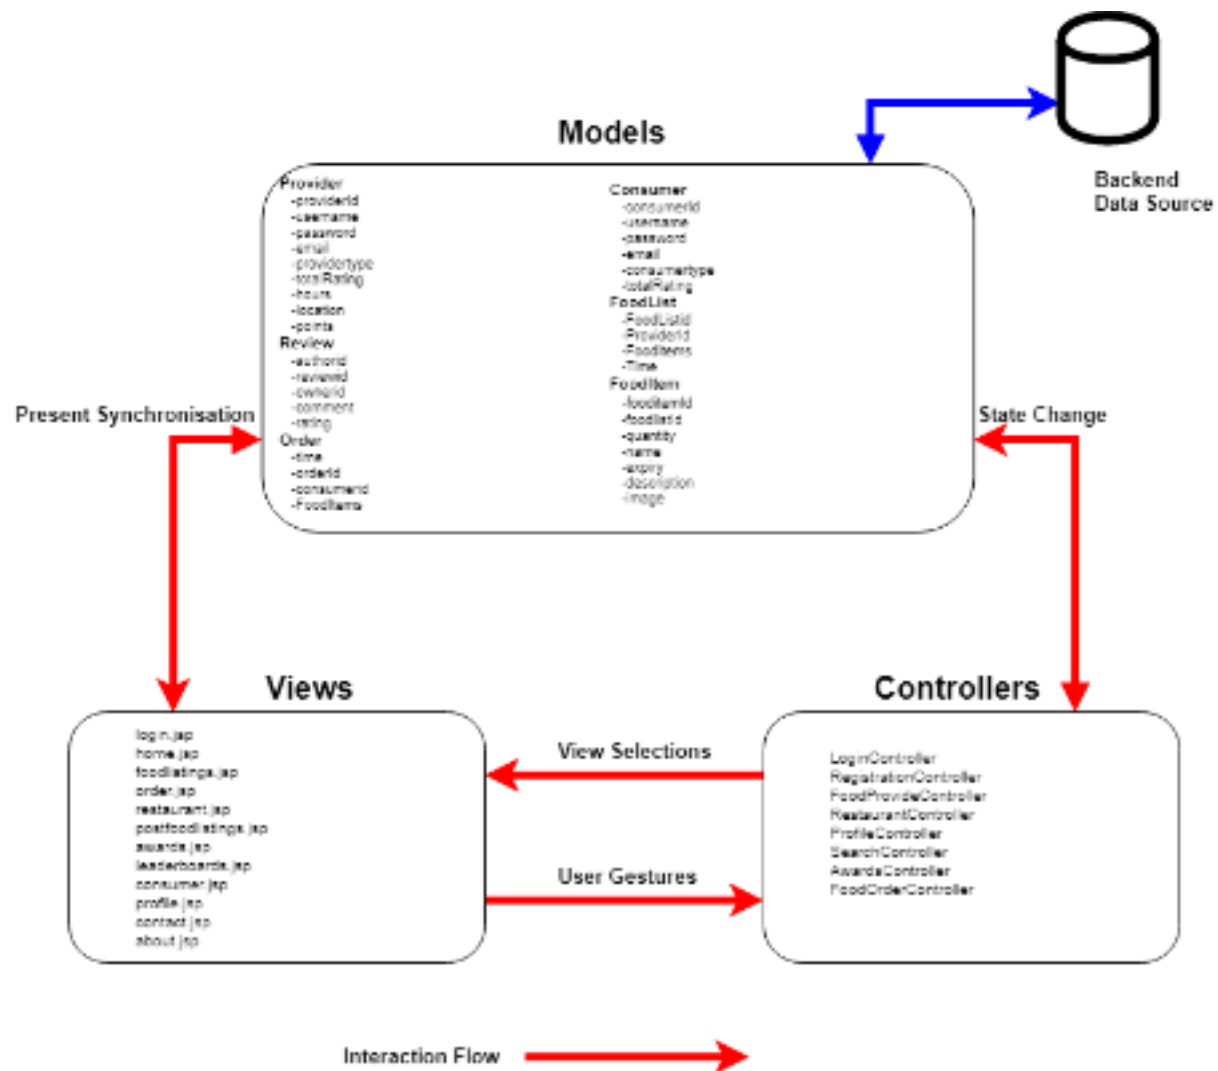 Models
Backend
Data Source
Provider
-providerId
-username
-password
-email
-providertype
-totalRating
-hours
-location
-points
Review
-authorid
-reviewid
-ownerid
-comment
-rating
Order
-time
-orderId
-consumerId
-FoodItems
Consumer
-consumerId
-username
-password
-email
-consumertype
-totalRating
FoodList
-FoodListid
-ProviderId
-FoodItems
-Time
FoodItem
-fooditemId
-foodlistId
-quantity
-name
-expiry
-description
-image
Present Synchronisation
State Change
Views
login.jsp
home.jsp
foodlistings.jsp
order.jsp
restaurant.jsp
postfoodlistings.jsp
awards.jsp
leaderboards.jsp
consumer.jsp
profile.jsp
contact.jsp
about.jsp
View Selections
User Gestures
Controllers
LoginController
RegistrationController
FoodProvideController
RestaurantController
ProfileController
SearchController
AwardsController
FoodOrderController
Interaction Flow